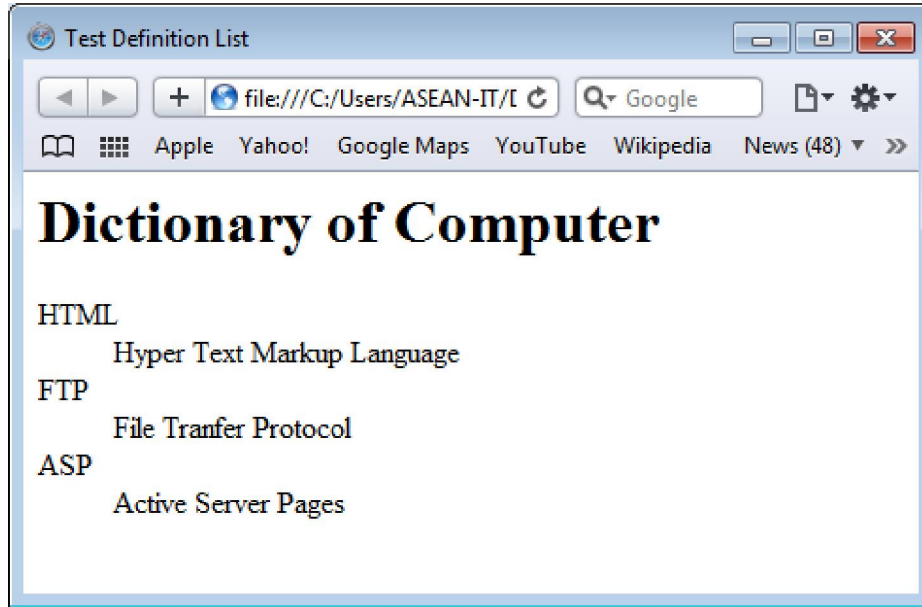 Test Definition List
file:///C:/Users/ASEAN-IT/D Google
Apple Yahoo! Google Maps YouTube Wikipedia News (48)
Dictionary of Computer
HTML
Hyper Text Markup Language
FTP
File Tranfer Protocol
ASP
Active Server Pages